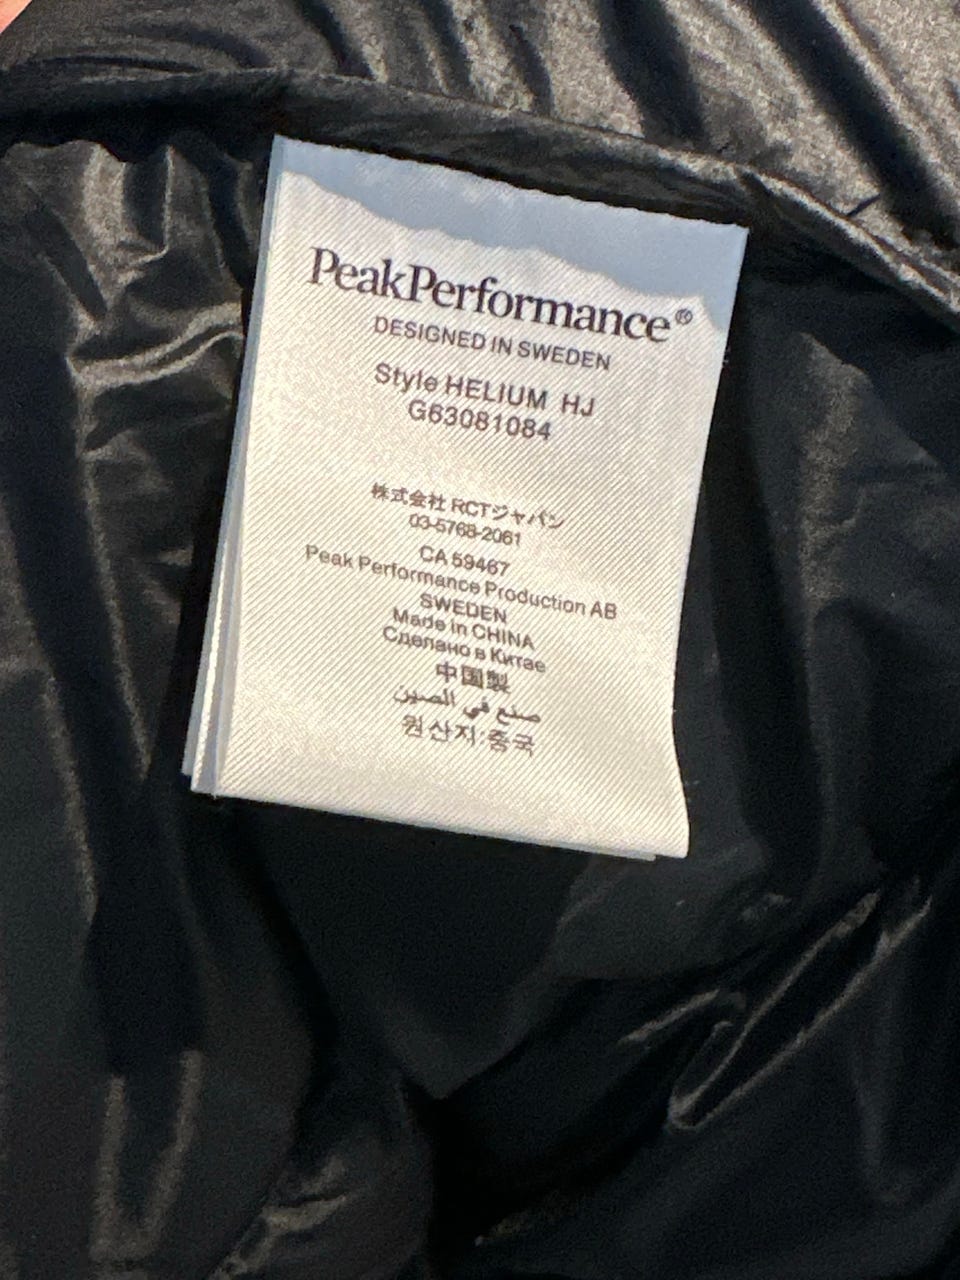 PeakPerformance®
DESIGNED IN SWEDEN
Style HELIUM HJ
G63081084
株式会社 RCTジャパン
03-5768-2061
CA 59467
Peak Performance Production AB
SWEDEN
Made in CHINA
Сделано в Китае
中国製
صنع في الصين
원산지:중국